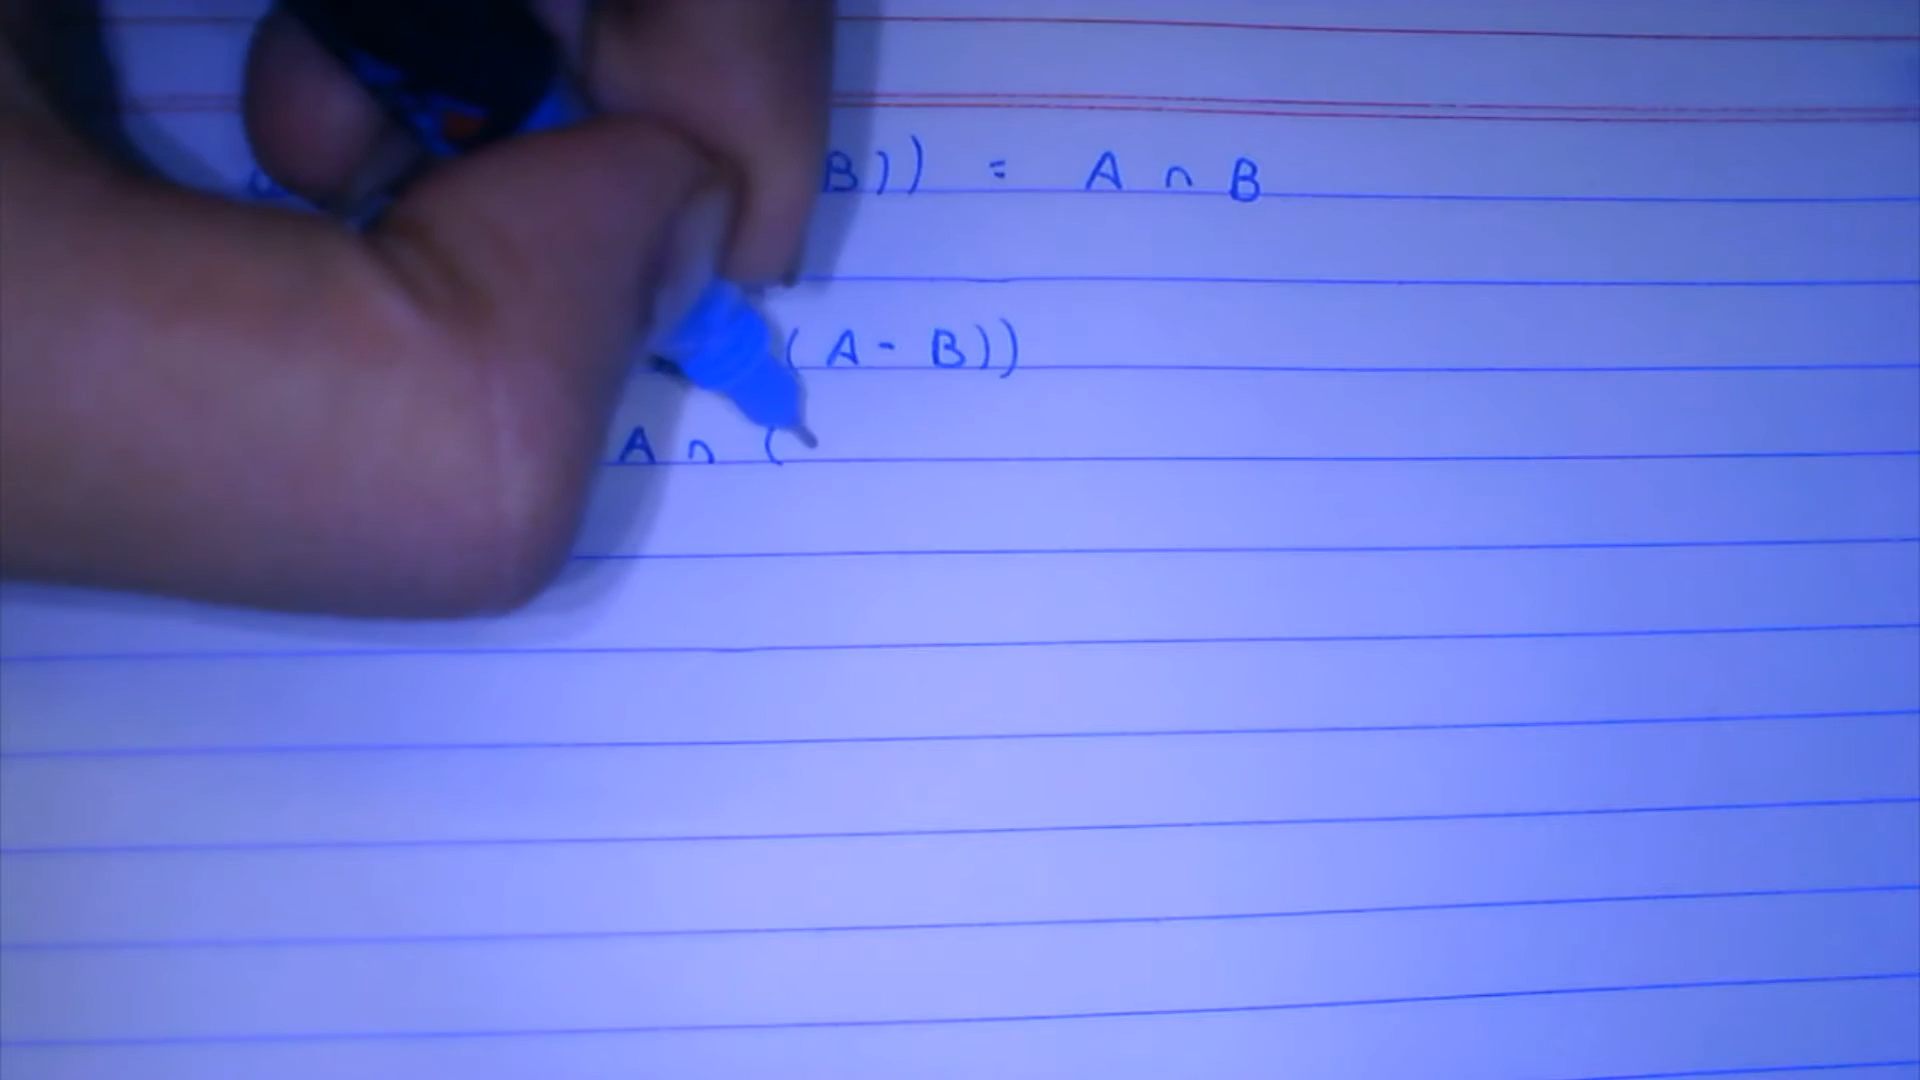 B)) = A ∩ B
(A - B))
A ∩ (